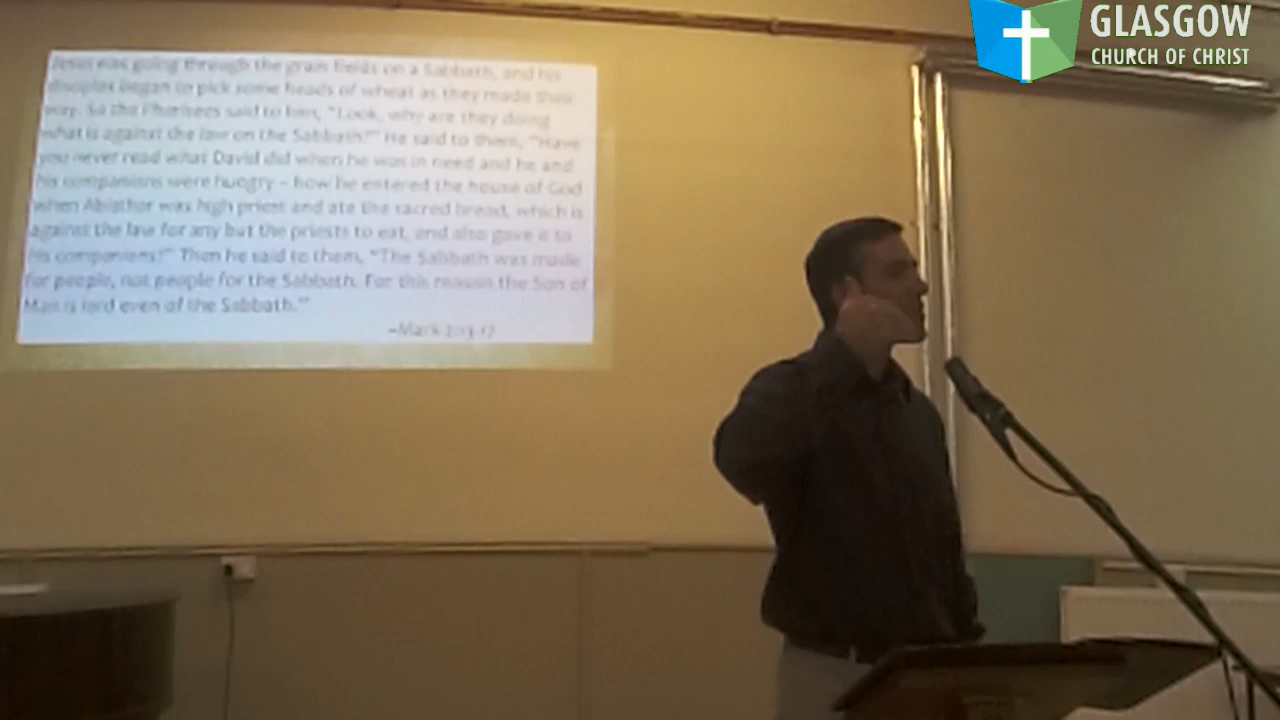 Jesus was going through the grain fields on a Sabbath, and his
disciples began to pick some heads of wheat as they made their
way. So the Pharisees said to him, "Look, why are they doing
what is against the law on the Sabbath?" He said to them, "Have
you never read what David did when he was in need and he and
his companions were hungry – how he entered the house of God
when Abiathar was high priest and ate the sacred bread, which is
against the law for any but the priests to eat, and also gave it to
his companions?" Then he said to them, "The Sabbath was made
for people, not people for the Sabbath. For this reason the Son of
Man is lord even of the Sabbath."
~Mark
GLASGOW
CHURCH OF CHRIST